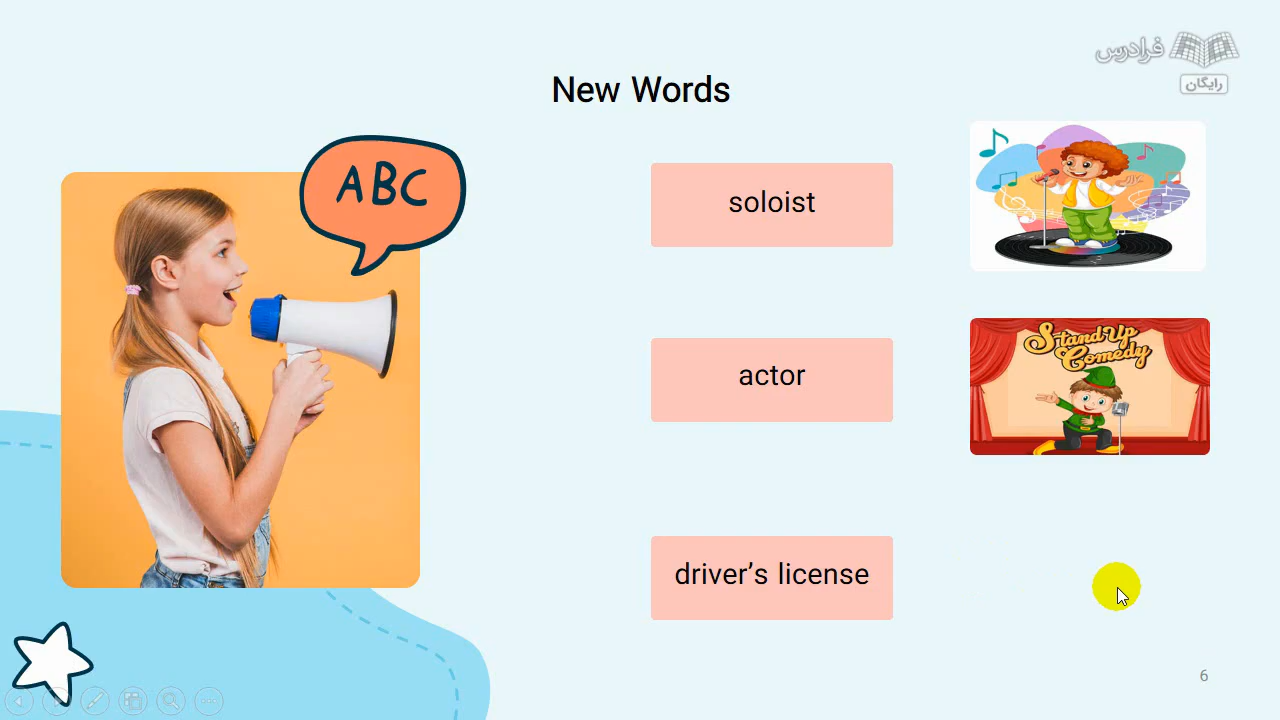 فرادرس
رایگان
New Words
ABC
soloist
Stand Up
Comedy
actor
driver’s license
6